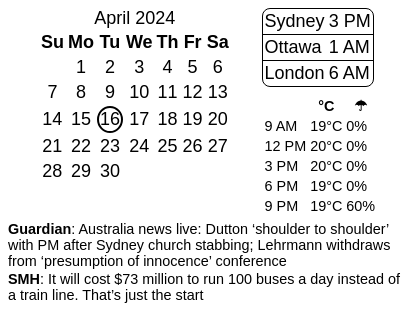 April 2024
Su Mo Tu We Th Fr Sa
1 2 3 4 5 6
7 8 9 10 11 12 13
14 15 16 17 18 19 20
21 22 23 24 25 26 27
28 29 30
Sydney 3 PM
Ottawa 1 AM
London 6 AM
°C ☂
9 AM 19°C 0%
12 PM 20°C 0%
3 PM 20°C 0%
6 PM 19°C 0%
9 PM 19°C 60%
Guardian: Australia news live: Dutton ‘shoulder to shoulder’
with PM after Sydney church stabbing; Lehrmann withdraws
from ‘presumption of innocence’ conference
SMH: It will cost $73 million to run 100 buses a day instead of
a train line. That’s just the start